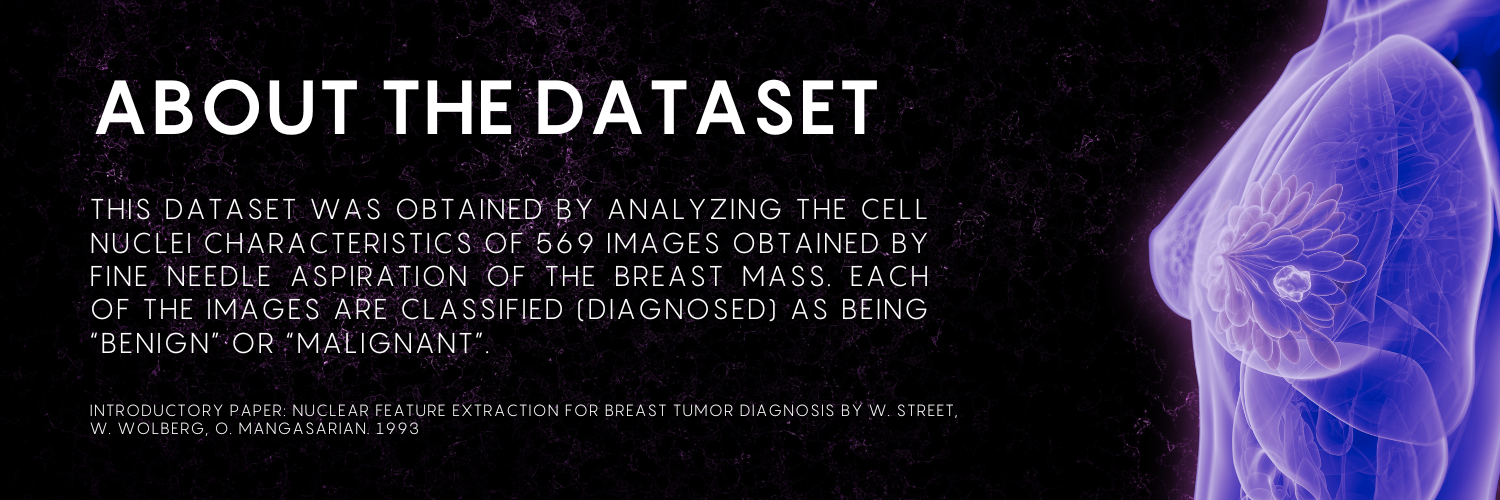 ABOUT THE DATASET
THIS DATASET WAS OBTAINED BY ANALYZING THE CELL
NUCLEI CHARACTERISTICS OF 569 IMAGES OBTAINED BY
FINE NEEDLE ASPIRATION OF THE BREAST MASS. EACH
OF THE IMAGES ARE CLASSIFIED (DIAGNOSED) AS BEING
“BENIGN” OR “MALIGNANT”.
INTRODUCTORY PAPER: NUCLEAR FEATURE EXTRACTION FOR BREAST TUMOR DIAGNOSIS BY W. STREET,
W. WOLBERG, O. MANGASARIAN. 1993